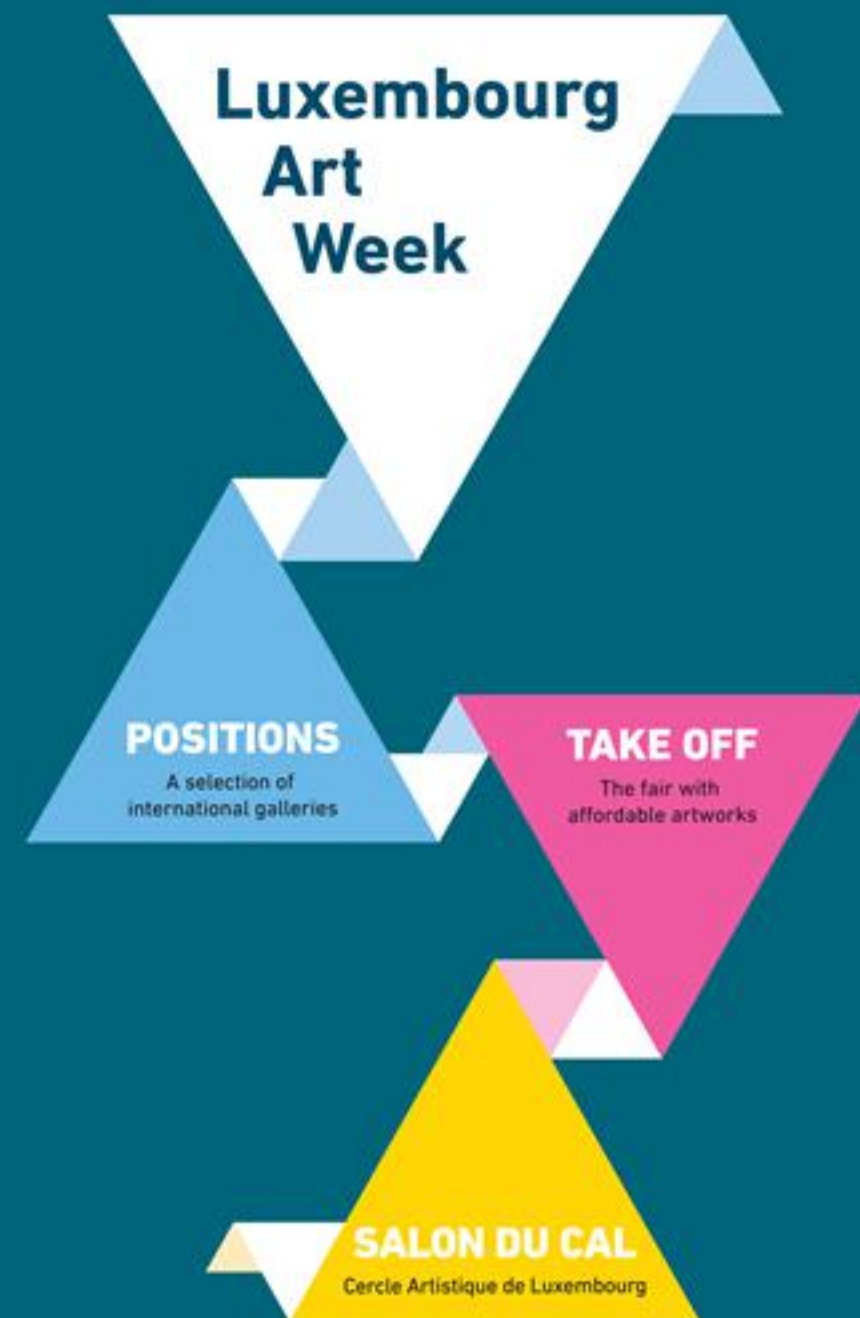 Luxembourg
Art
Week
POSITIONS
A selection of
international galleries
TAKE OFF
The fair with
affordable artworks
SALON DU CAL
Cercle Artistique de Luxembourg